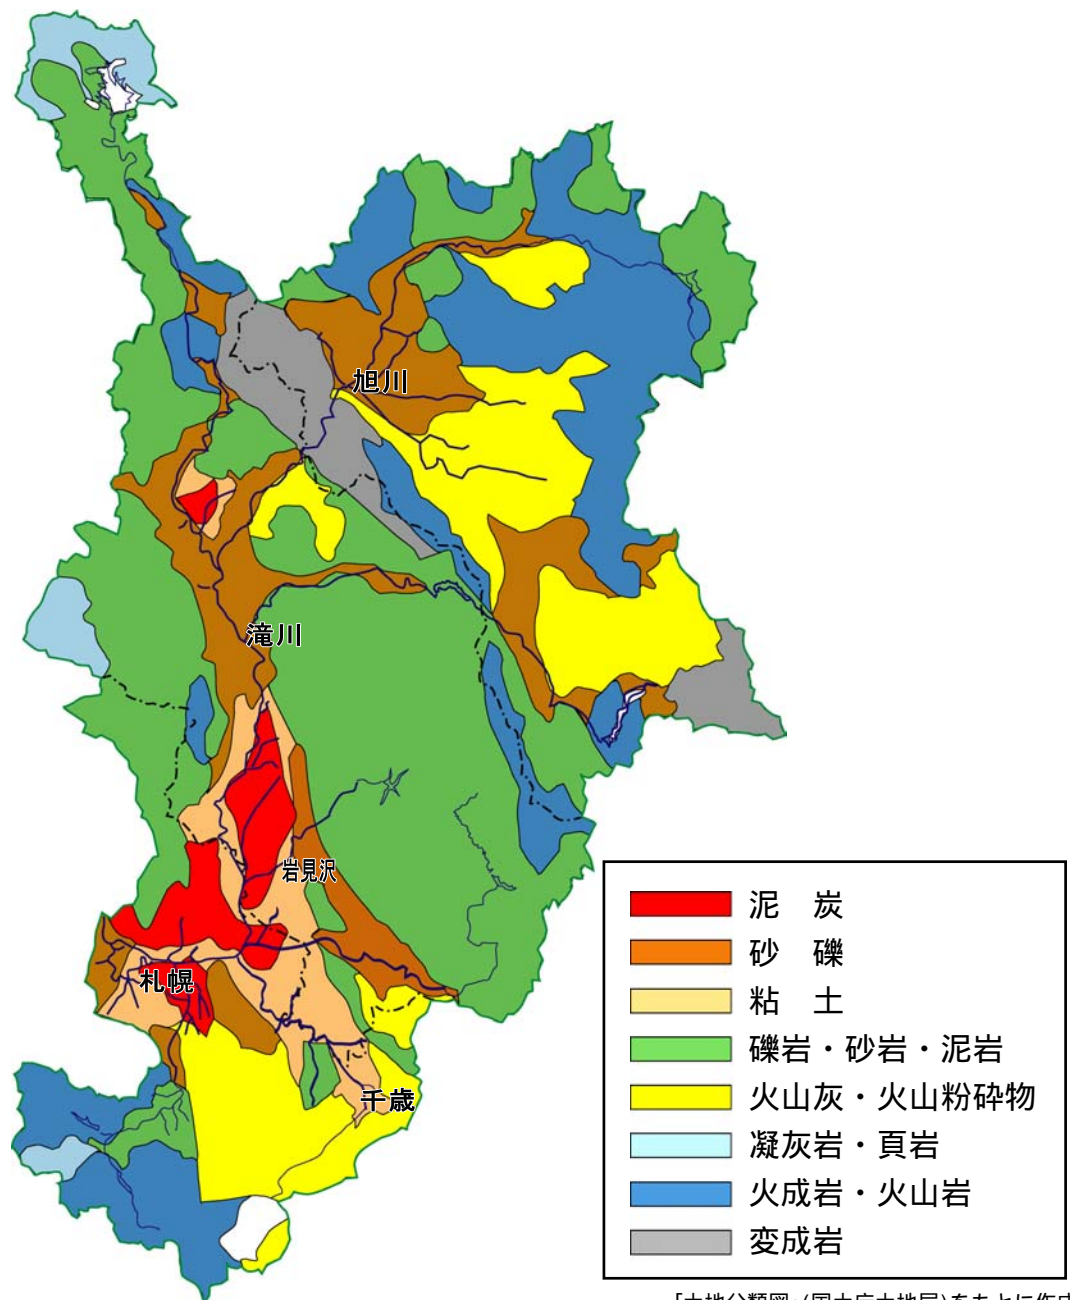 旭川
滝川
岩見沢
札幌
千歳
泥　炭
砂　礫
粘　土
礫岩・砂岩・泥岩
火山灰・火山粉砕物
凝灰岩・頁岩
火成岩・火山岩
変成岩